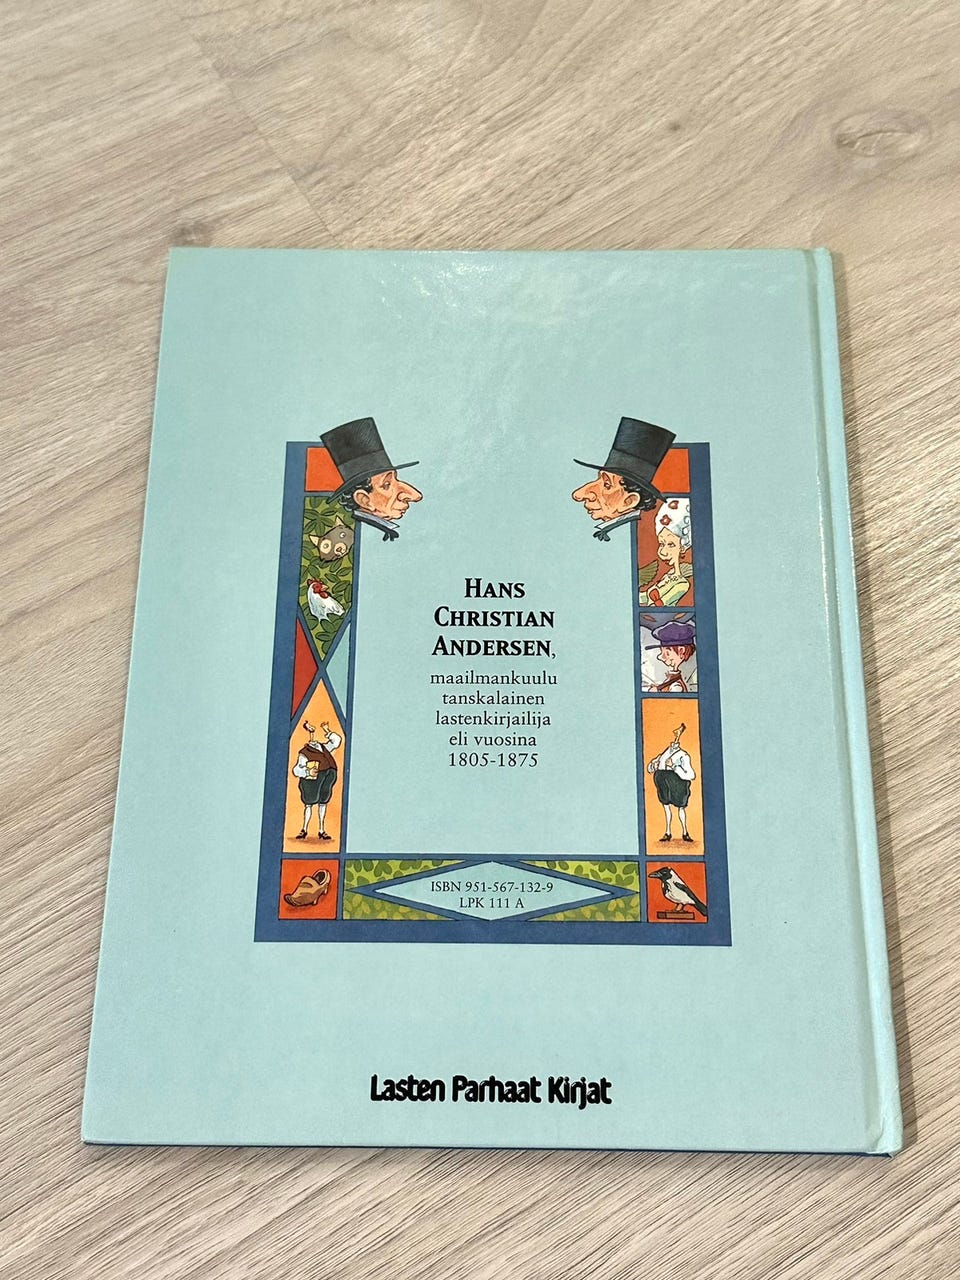 HANS
CHRISTIAN
ANDERSEN,
maailmankuulu
tanskalainen
lastenkirjailija
eli vuosina
1805-1875
ISBN 951-567-132-9
LPK 111 A
Lasten Parhaat Kirjat